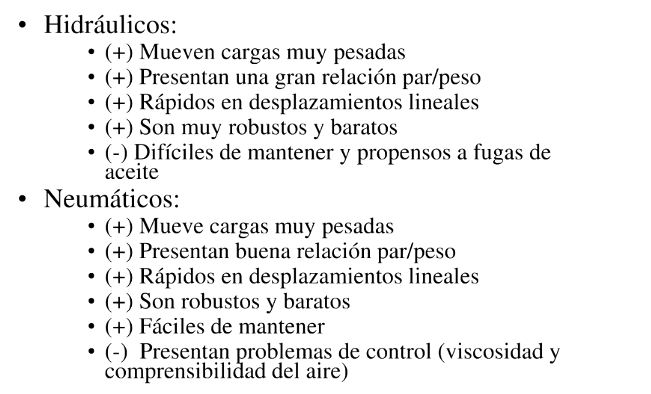 • Hidráulicos:
• (+) Mueven cargas muy pesadas
• (+) Presentan una gran relación par/peso
• (+) Rápidos en desplazamientos lineales
• (+) Son muy robustos y baratos
• (-) Difíciles de mantener y propensos a fugas de
aceite
• Neumáticos:
• (+) Mueve cargas muy pesadas
• (+) Presentan buena relación par/peso
• (+) Rápidos en desplazamientos lineales
• (+) Son robustos y baratos
• (+) Fáciles de mantener
• (-) Presentan problemas de control (viscosidad y
comprensibilidad del aire)